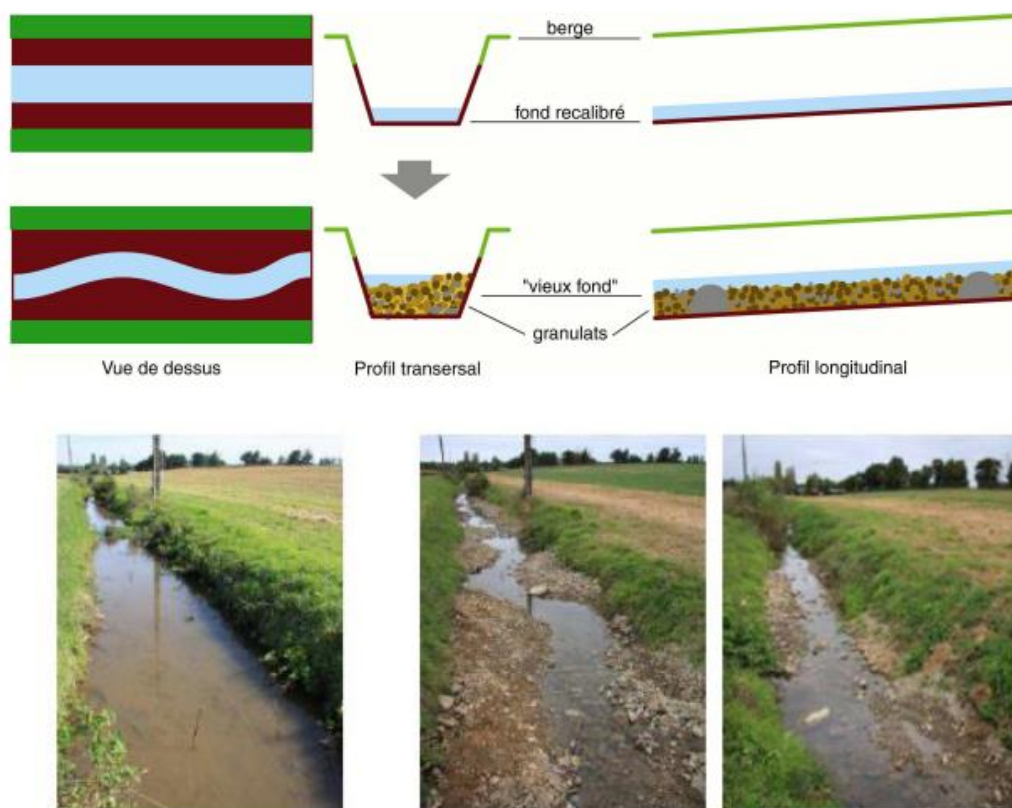 berge
fond recalibré
"vieux fond"
granulats
Vue de dessus
Profil transersal
Profil longitudinal